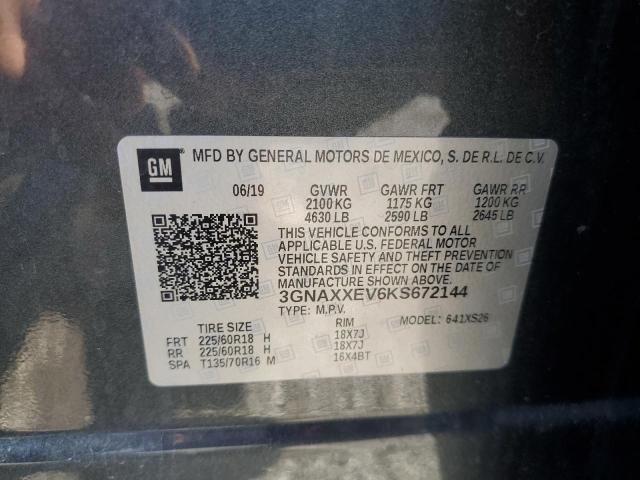 GM MFD BY GENERAL MOTORS DE MEXICO, S. DE R.L. DE C.V.
06/19 GVWR GAWR FRT GAWR RR
2100 KG 1175 KG 1200 KG
4630 LB 2590 LB 2645 LB
THIS VEHICLE CONFORMS TO ALL
APPLICABLE U.S. FEDERAL MOTOR
VEHICLE SAFETY AND THEFT PREVENTION
STANDARDS IN EFFECT ON THE DATE OF
MANUFACTURE SHOWN ABOVE.
3GNAXXEV6KS672144
TYPE: M.P.V. MODEL: 641XS26
TIRE SIZE RIM
FRT 225/60R18 H 18X7J
RR 225/60R18 H 18X7J
SPA T135/70R16 M 16X4BT